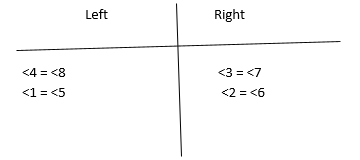 Left Right
<4 = <8 <3 = <7
<1 = <5 <2 = <6